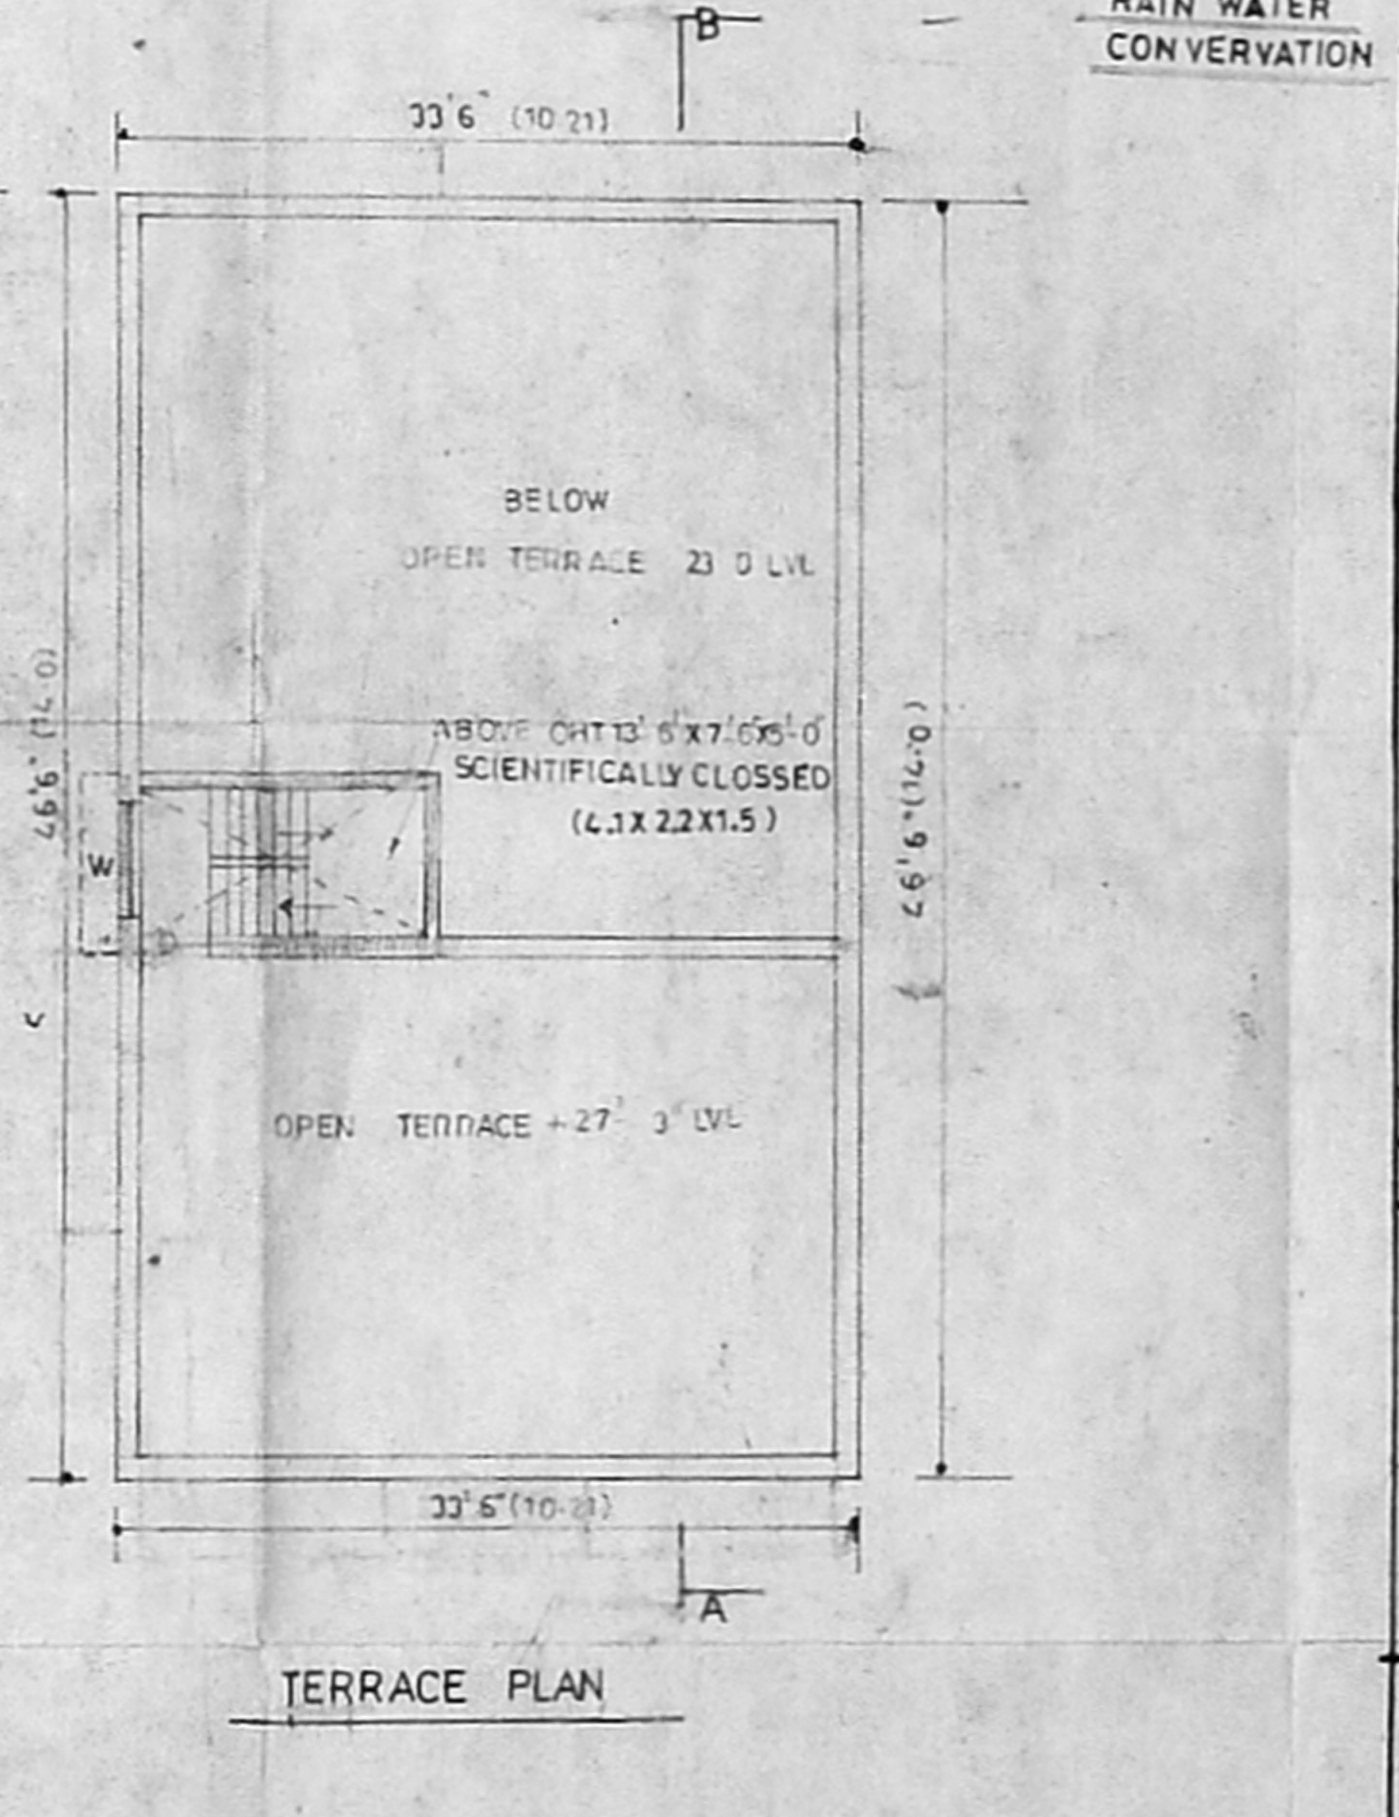 RAIN WATER
CONVERVATION
B
33'6" (10.21)
46'6" (14.0)
BELOW
OPEN TERRACE 23 0 LVL
ABOVE OHT 13' 6" X 7'.6"X5'-0"
SCIENTIFICALLY CLOSSED
(4.1 X 2.2 X 1.5)
W
46'6" (14.0)
OPEN TERRACE +27' 3" LVL
33'6" (10.21)
A
TERRACE PLAN